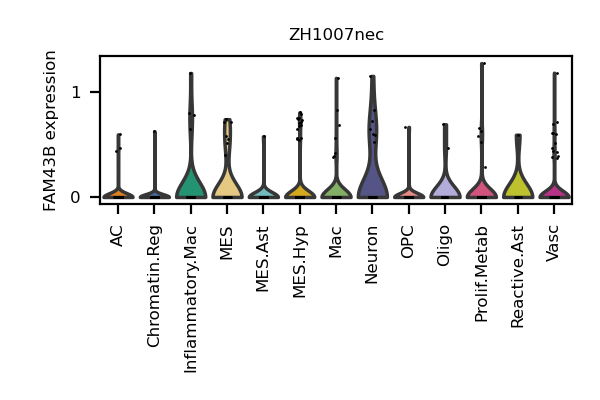 ZH1007nec
FAM43B expression
1
0
AC
Chromatin.Reg
Inflammatory.Mac
MES
MES.Ast
MES.Hyp
Mac
Neuron
OPC
Oligo
Prolif.Metab
Reactive.Ast
Vasc